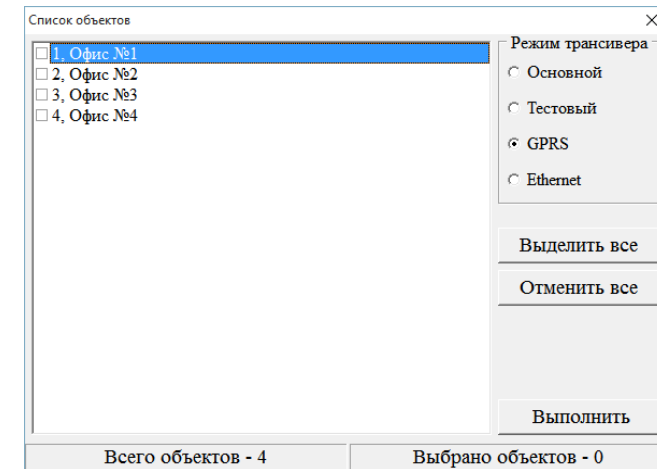 Список объектов
1, Офис №1
2, Офис №2
3, Офис №3
4, Офис №4
Режим трансивера
Основной
Тестовый
GPRS
Ethernet
Выделить все
Отменить все
Выполнить
Всего объектов - 4
Выбрано объектов - 0